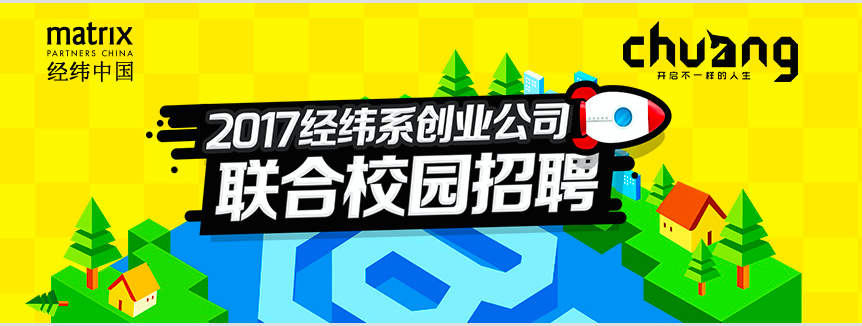 matrix
PARTNERS CHINA
经纬中国
chuang
开启不一样的人生
2017经纬系创业公司
联合校园招聘